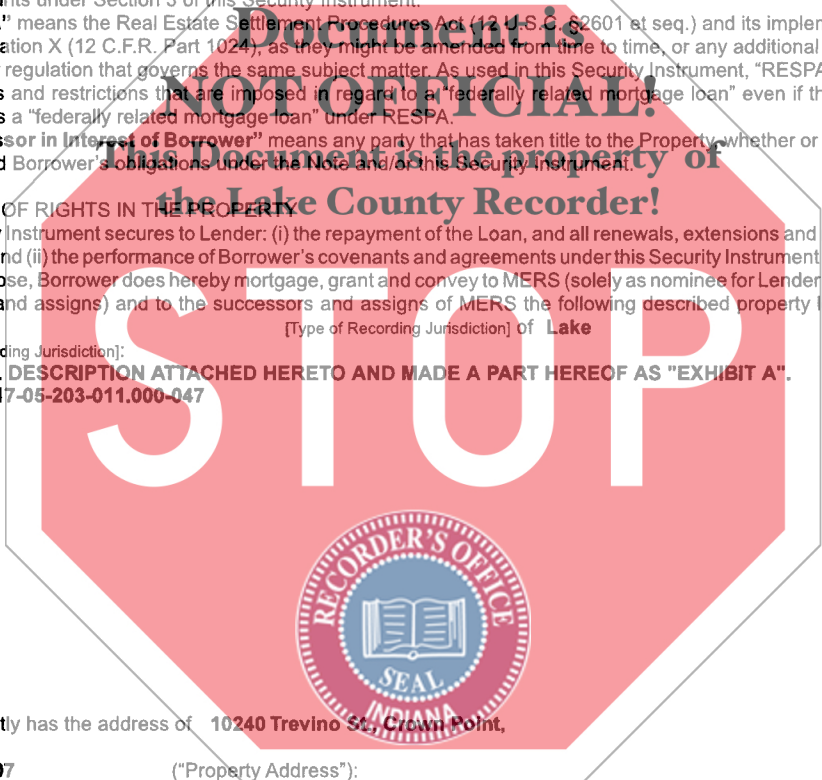 nts under Section 3 of this Security Instrument.
A" means the Real Estate Settlement Procedures Act (12 U.S.C. §2601 et seq.) and its implen
ation X (12 C.F.R. Part 1024), as they might be amended from time to time, or any additional
r regulation that governs the same subject matter. As used in this Security Instrument, “RESPA
s and restrictions that are imposed in regard to a “federally related mortgage loan” even if th
s a “federally related mortgage loan” under RESPA.
ssor in Interest of Borrower” means any party that has taken title to the Property, whether or
d Borrower's obligations under the Note and/or this Security Instrument.
Document is
NOT OFFICIAL!
This Document is the property of
the Lake County Recorder!
OF RIGHTS IN THE PROPERTY
y Instrument secures to Lender: (i) the repayment of the Loan, and all renewals, extensions and
nd (ii) the performance of Borrower's covenants and agreements under this Security Instrument
ose, Borrower does hereby mortgage, grant and convey to MERS (solely as nominee for Lender
and assigns) and to the successors and assigns of MERS the following described property l
[Type of Recording Jurisdiction] of Lake
ding Jurisdiction]:
. DESCRIPTION ATTACHED HERETO AND MADE A PART HEREOF AS "EXHIBIT A".
7-05-203-011.000-047
STOP
RECORDER'S OFFICE
SEAL
INDIANA
tly has the address of 10240 Trevino St., Crown Point,
07 (“Property Address”):